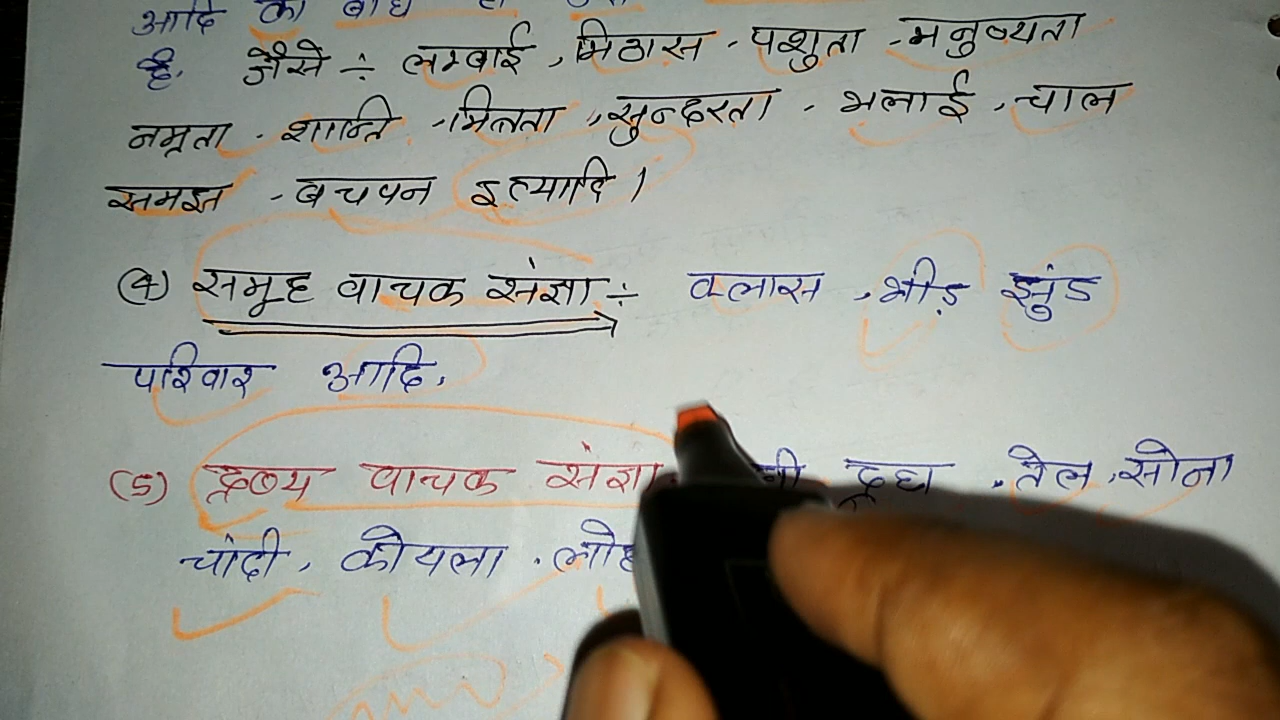 आदि का बोध
है. जैसे ÷ लम्बाई, मिठास - पशुता - मनुष्यता
नम्रता - शान्ति - मित्रता, सुन्दरता - भलाई, चाल
समझ - बचपन इत्यादि।
(4) समूह वाचक संज्ञा ÷ क्लास, भीड़ झुंड
परिवार आदि,
(5) द्रव्य वाचक संज्ञा दूध, तेल, सोना
चांदी, कोयला,